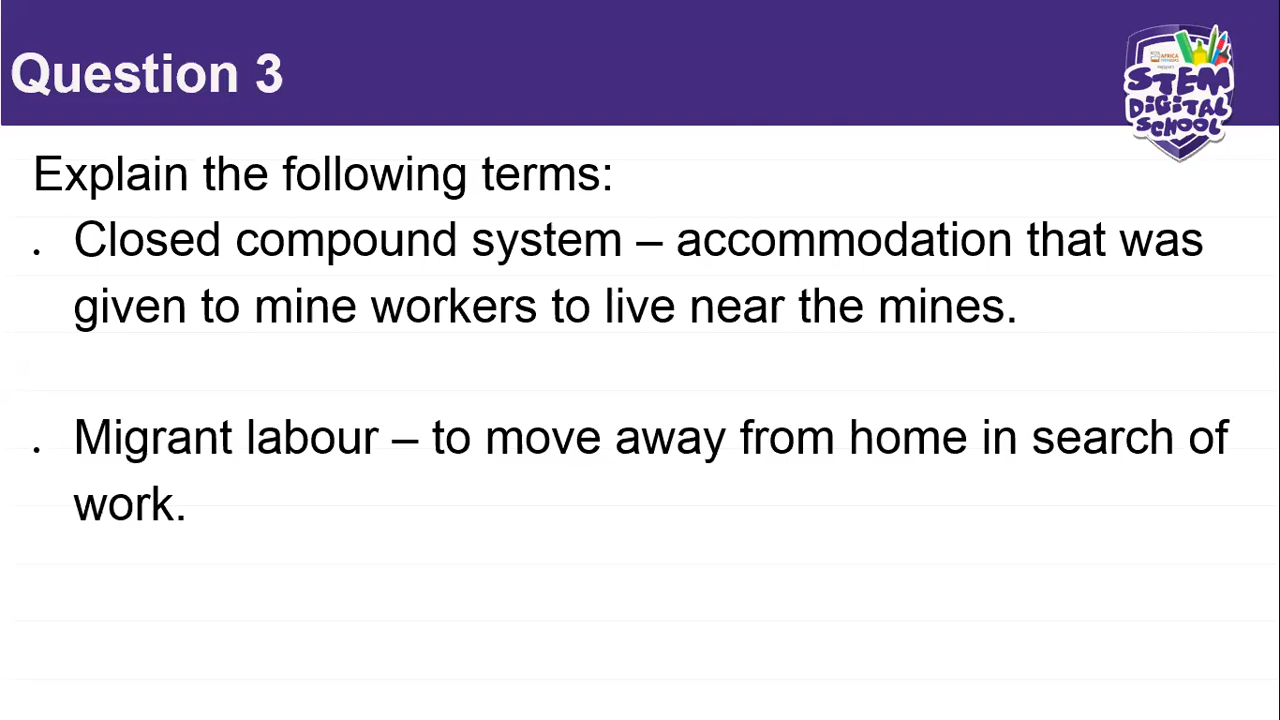 Question 3
STEM
DIGITAL
SCHOOL
Explain the following terms:
. Closed compound system – accommodation that was
given to mine workers to live near the mines.
. Migrant labour – to move away from home in search of
work.